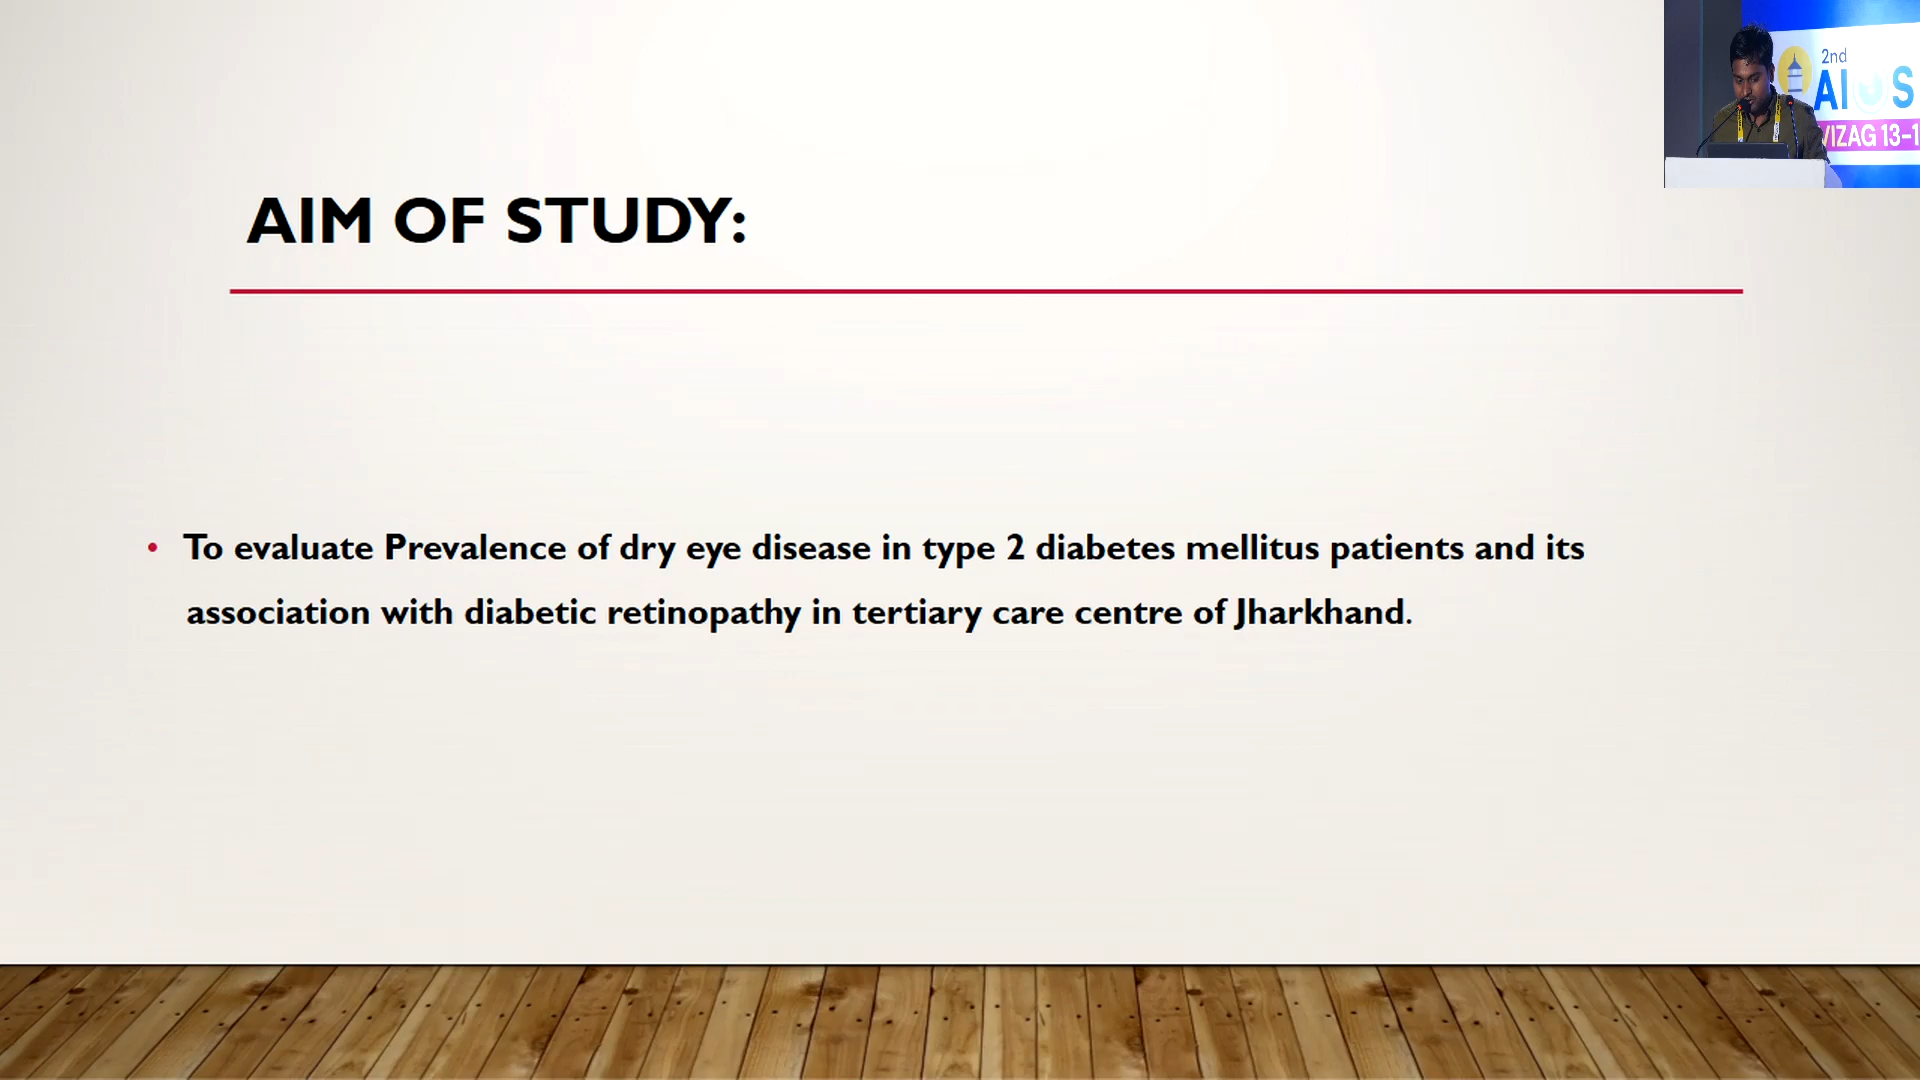 2nd
AI
S
VIZAG 13-1
AIM OF STUDY:
• To evaluate Prevalence of dry eye disease in type 2 diabetes mellitus patients and its
association with diabetic retinopathy in tertiary care centre of Jharkhand.